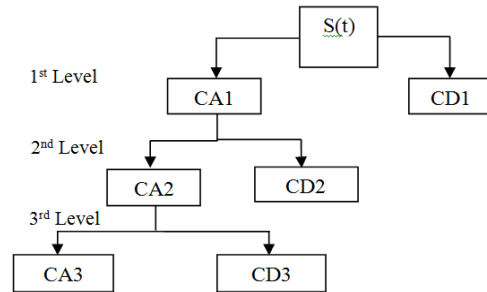 S(t)
1st Level
CA1
CD1
2nd Level
CA2
CD2
3rd Level
CA3
CD3